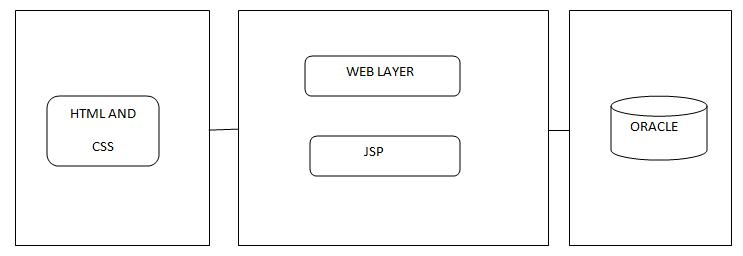 HTML AND
CSS
WEB LAYER
JSP
ORACLE